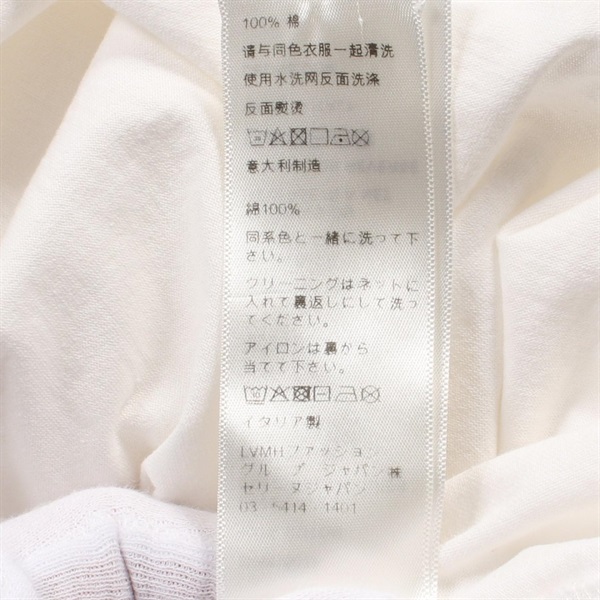 100% 棉
请与同色衣服一起清洗
使用水洗网反面洗涤
反面熨烫
意大利制造
綿100%
同系色と一緒に洗って下
さい。
クリーニングはネットに
入れて裏返しにして洗っ
てください。
アイロンは裏から
当てて下さい。
イタリア製
LVMHファッション
グループ ジャパン ㈱
セリーヌジャパン
03-5414-1401